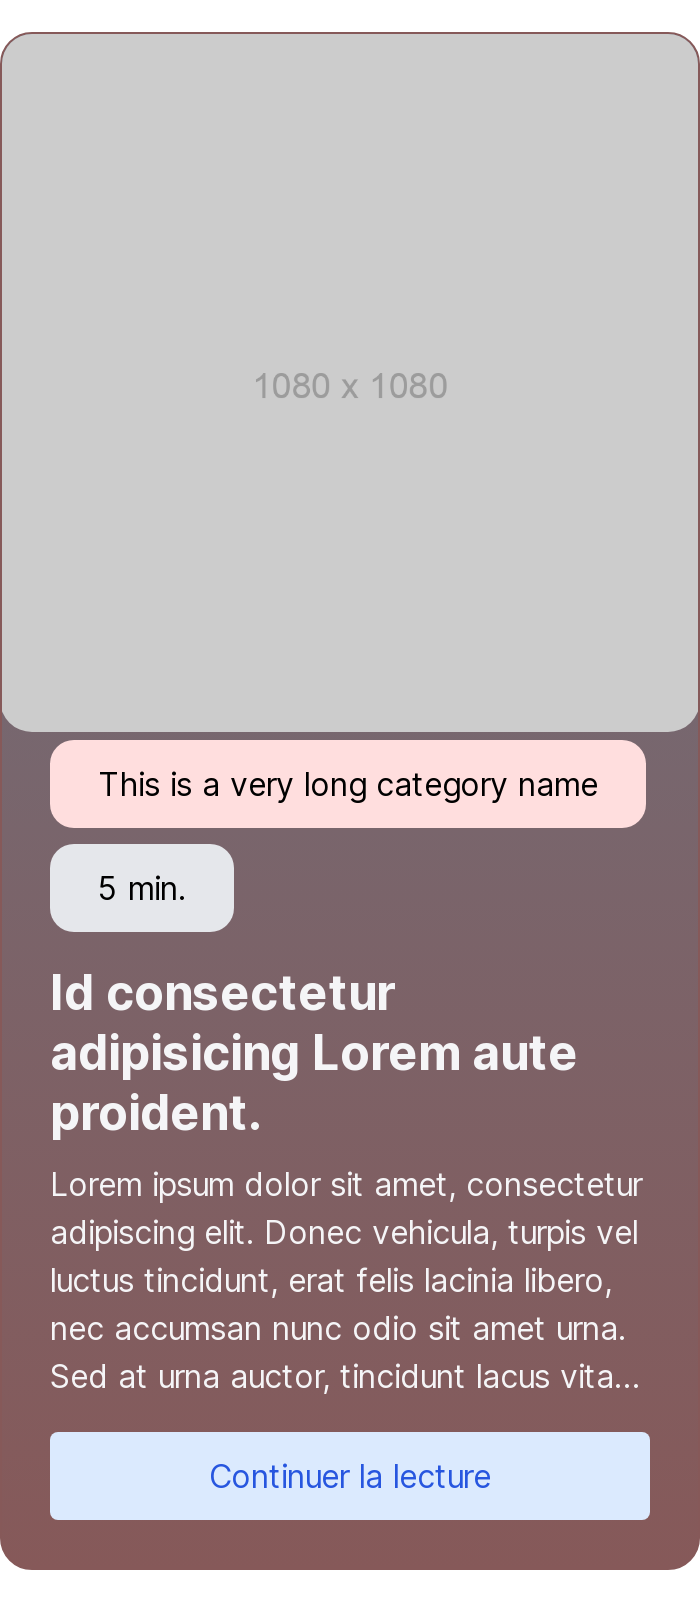 1080 x 1080
This is a very long category name
5 min.
Id consectetur
adipisicing Lorem aute
proident.
Lorem ipsum dolor sit amet, consectetur
adipiscing elit. Donec vehicula, turpis vel
luctus tincidunt, erat felis lacinia libero,
nec accumsan nunc odio sit amet urna.
Sed at urna auctor, tincidunt lacus vita...
Continuer la lecture